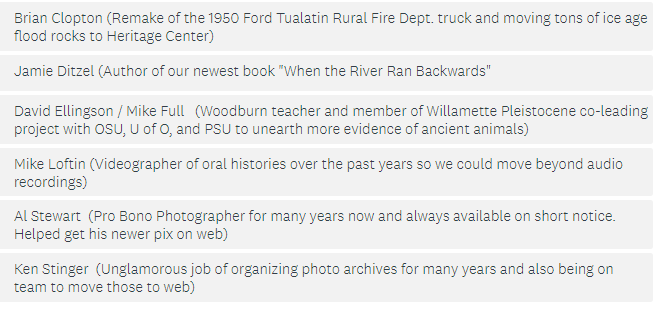 Brian Clopton (Remake of the 1950 Ford Tualatin Rural Fire Dept. truck and moving tons of ice age
flood rocks to Heritage Center)
Jamie Ditzel (Author of our newest book "When the River Ran Backwards"
David Ellingson / Mike Full (Woodburn teacher and member of Willamette Pleistocene co-leading
project with OSU, U of O, and PSU to unearth more evidence of ancient animals)
Mike Loftin (Videographer of oral histories over the past years so we could move beyond audio
recordings)
Al Stewart (Pro Bono Photographer for many years now and always available on short notice.
Helped get his newer pix on web)
Ken Stinger (Unglamorous job of organizing photo archives for many years and also being on
team to move those to web)